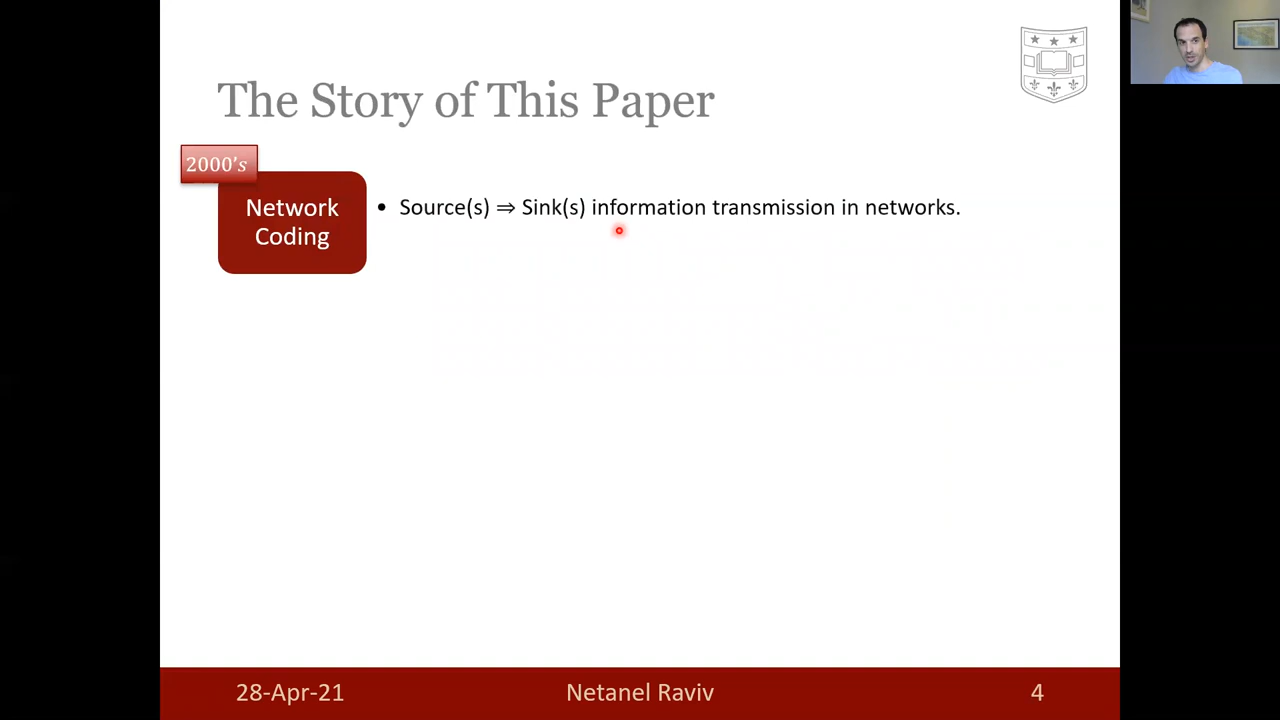 The Story of This Paper
2000's
Network
Coding
• Source(s) ⇒ Sink(s) information transmission in networks.
28-Apr-21 Netanel Raviv 4